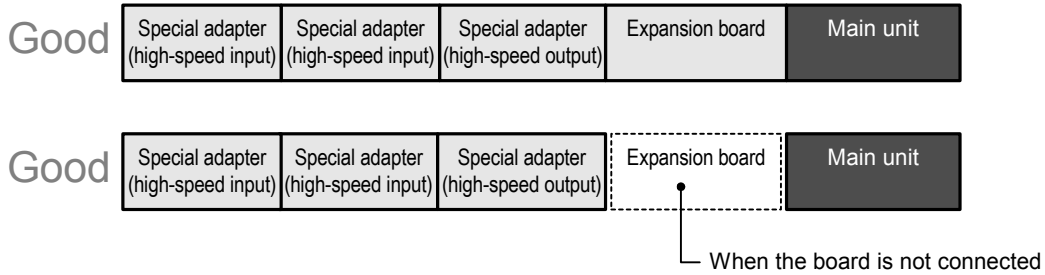 Good
Special adapter
(high-speed input)
Special adapter
(high-speed input)
Special adapter
(high-speed output)
Expansion board
Main unit
Good
Special adapter
(high-speed input)
Special adapter
(high-speed input)
Special adapter
(high-speed output)
Expansion board
Main unit
When the board is not connected